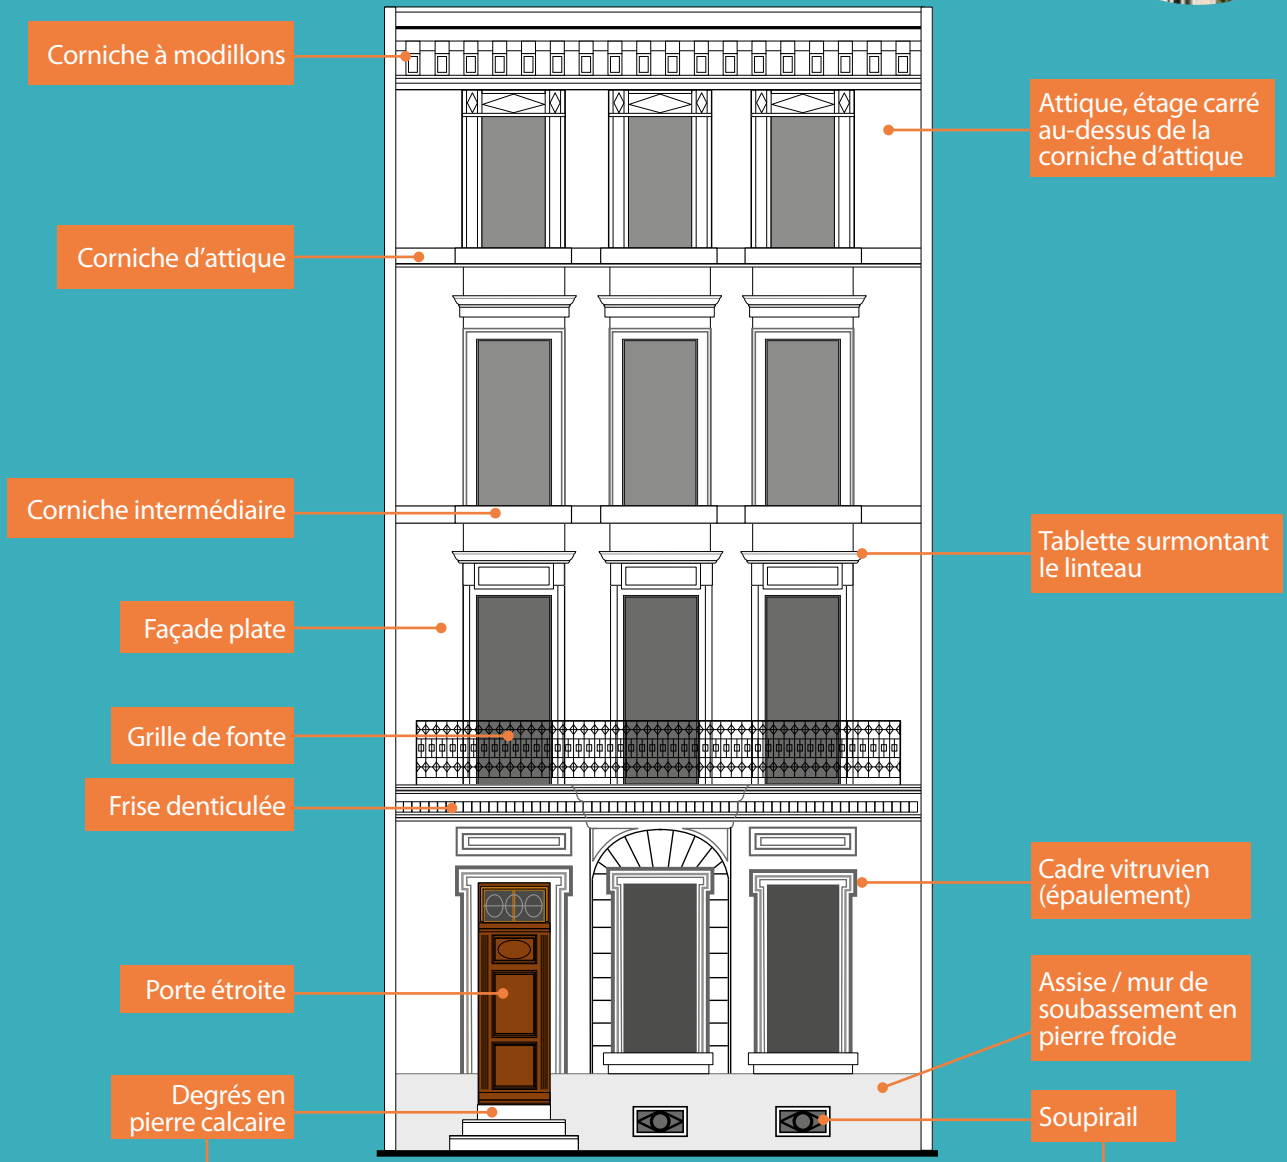 Corniche à modillons
Attique, étage carré
au-dessus de la
corniche d’attique
Corniche d’attique
Corniche intermédiaire
Tablette surmontant
le linteau
Façade plate
Grille de fonte
Frise denticulée
Cadre vitruvien
(épaulement)
Porte étroite
Assise / mur de
soubassement en
pierre froide
Degrés en
pierre calcaire
Soupirail